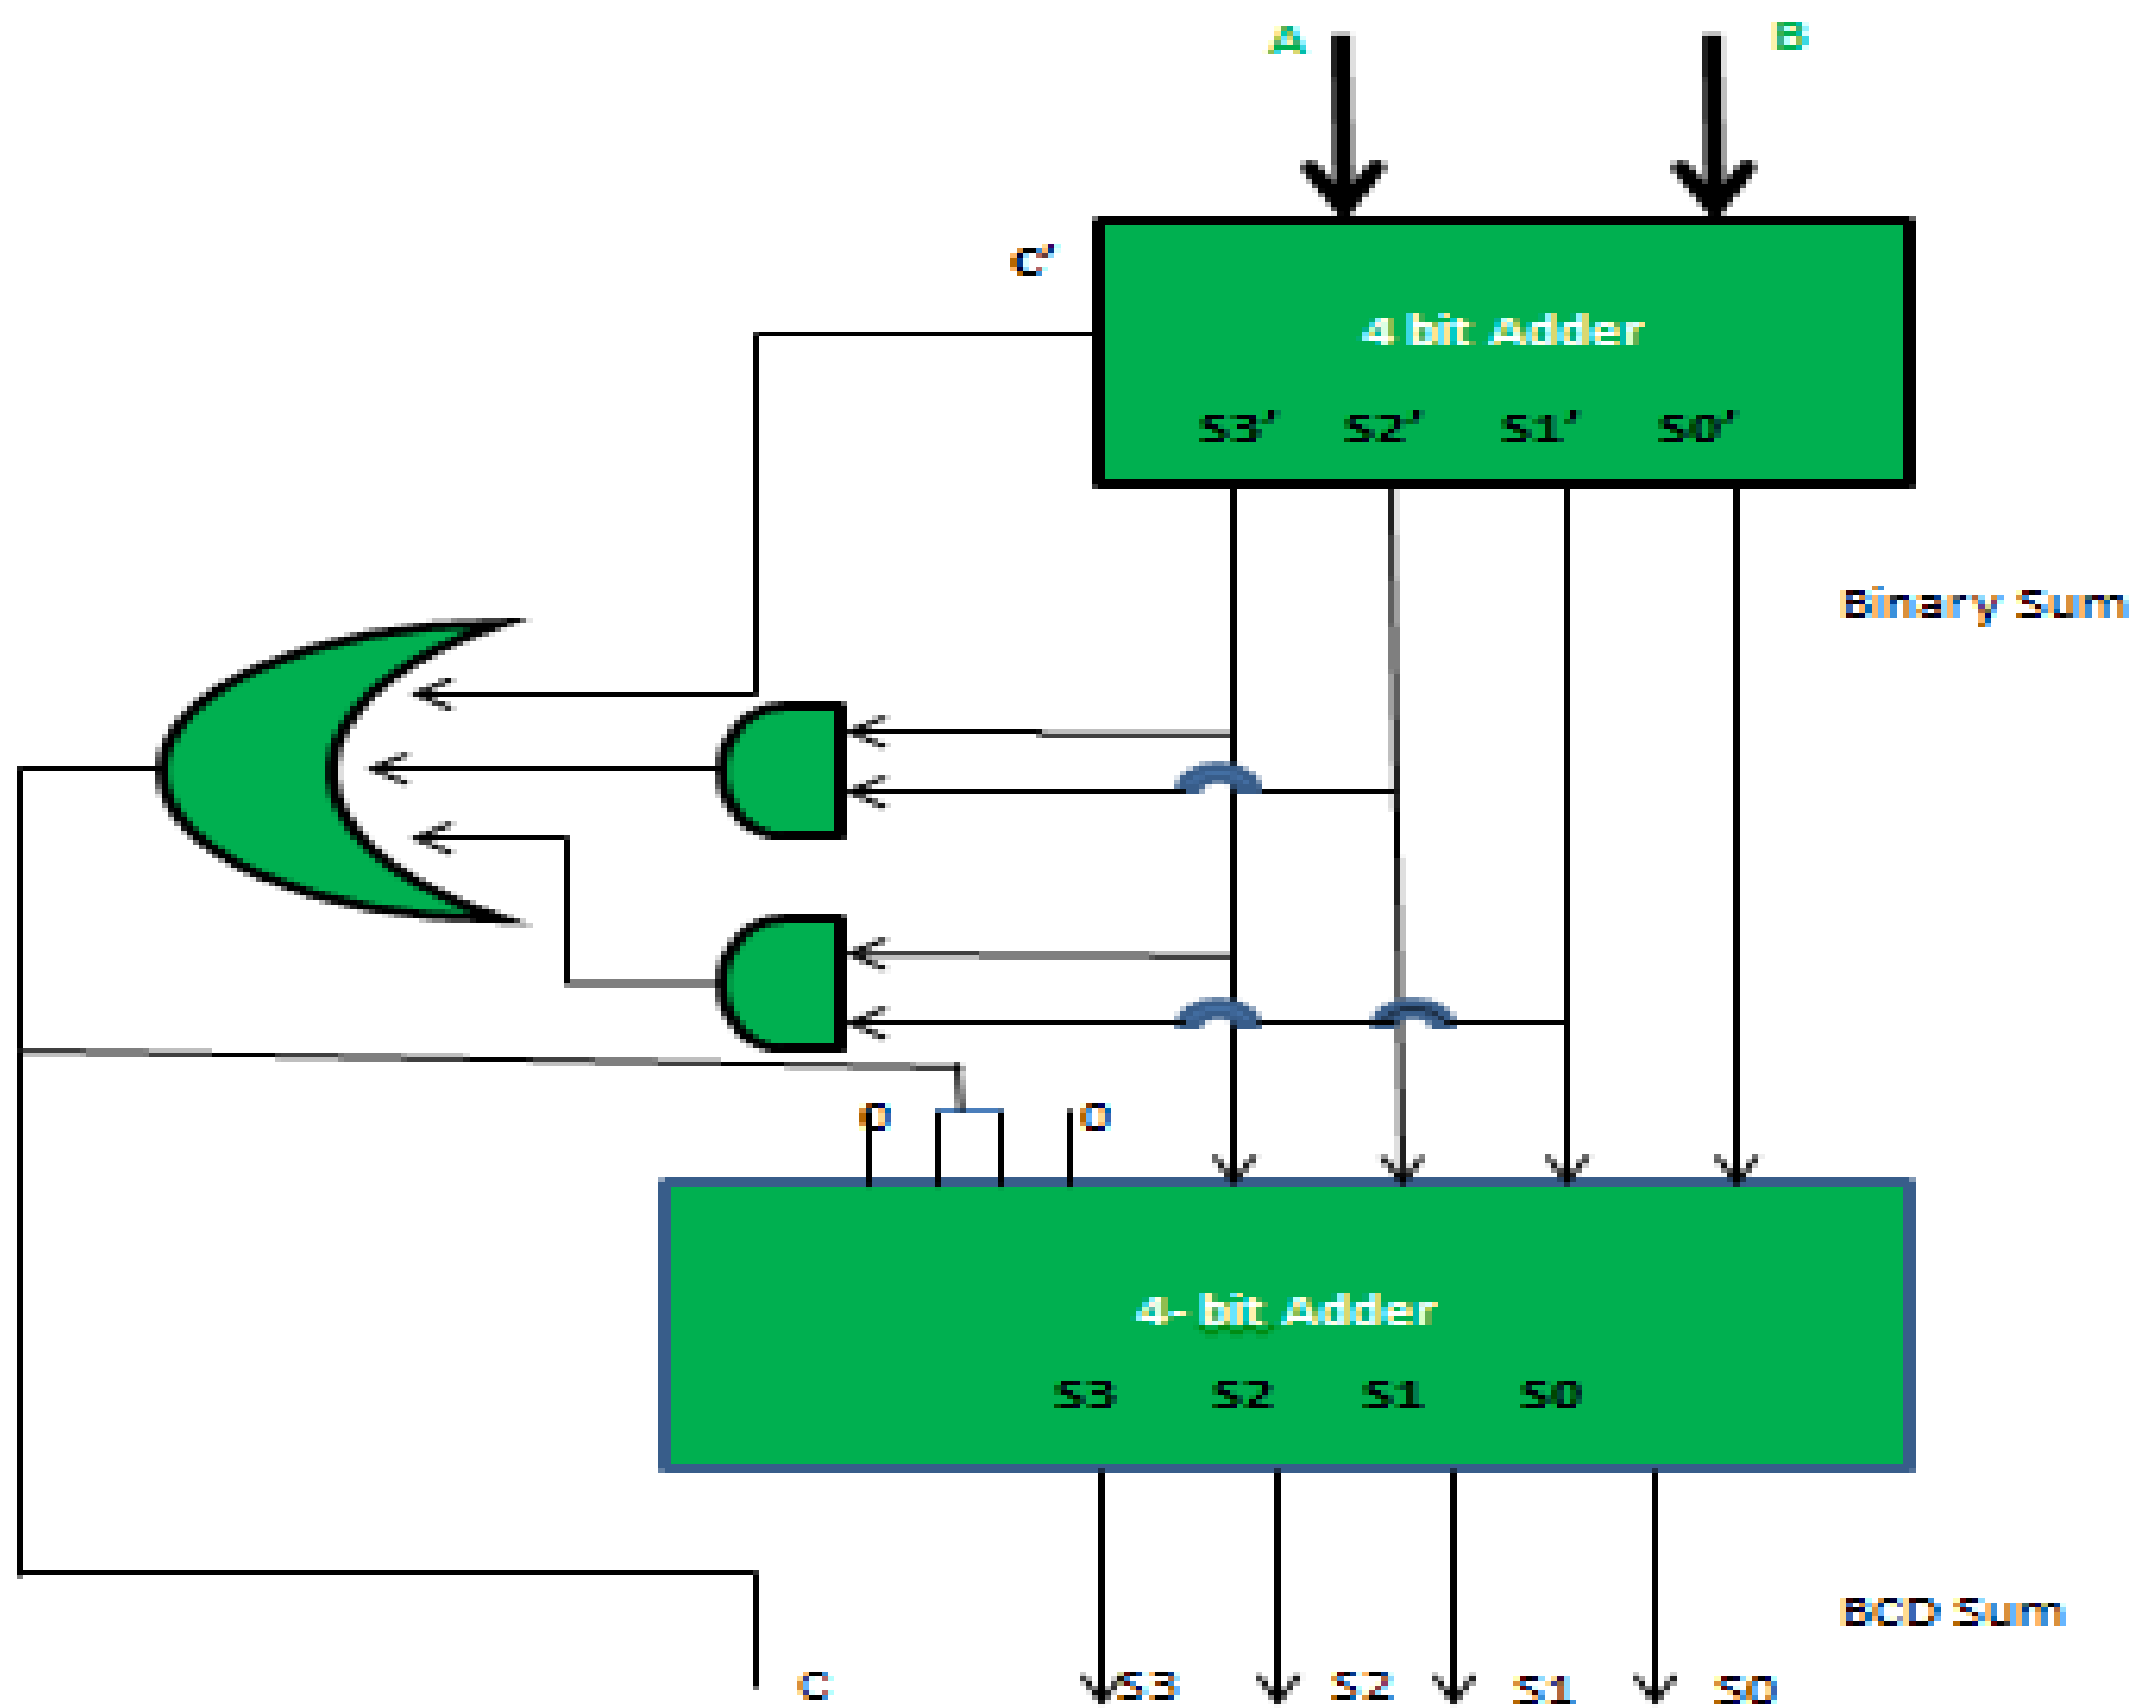 A B
C’
4 bit Adder
S3’ S2’ S1’ S0’
Binary Sum
0 0
4- bit Adder
S3 S2 S1 S0
BCD Sum
C S3 S2 S1 S0